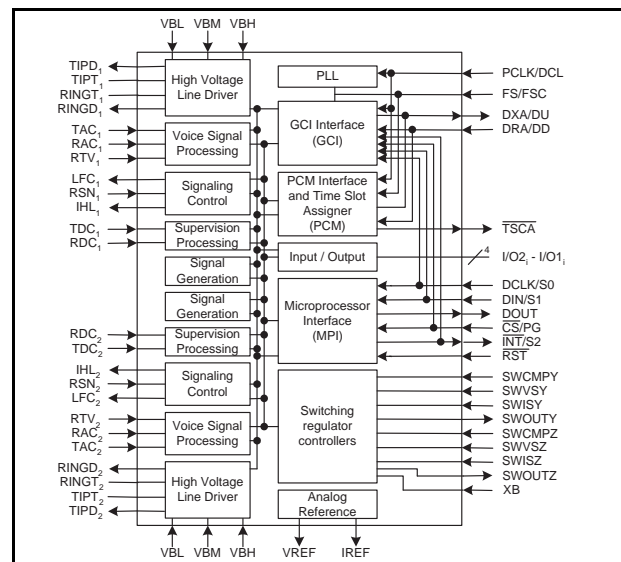 VBL VBM VBH
TIPD1
TIPT1
RINGT1
RINGD1
High Voltage
Line Driver
TAC1
RAC1
RTV1
Voice Signal
Processing
LFC1
RSN1
IHL1
Signaling
Control
TDC1
RDC1
Supervision
Processing
Signal
Generation
Signal
Generation
RDC2
TDC2
Supervision
Processing
IHL2
RSN2
LFC2
Signaling
Control
RTV2
RAC2
TAC2
Voice Signal
Processing
RINGD2
RINGT2
TIPT2
TIPD2
High Voltage
Line Driver
VBL VBM VBH
PLL
GCI Interface
(GCI)
PCM Interface
and Time Slot
Assigner
(PCM)
Input / Output
Microprocessor
Interface
(MPI)
Switching
regulator
controllers
Analog
Reference
VREF IREF
PCLK/DCL
FS/FSC
DXA/DU
DRA/DD
TSCA
4
I/O2i - I/O1i
DCLK/S0
DIN/S1
DOUT
CS/PG
INT/S2
RST
SWCMPY
SWVSY
SWISY
SWOUTY
SWCMPZ
SWVSZ
SWISZ
SWOUTZ
XB